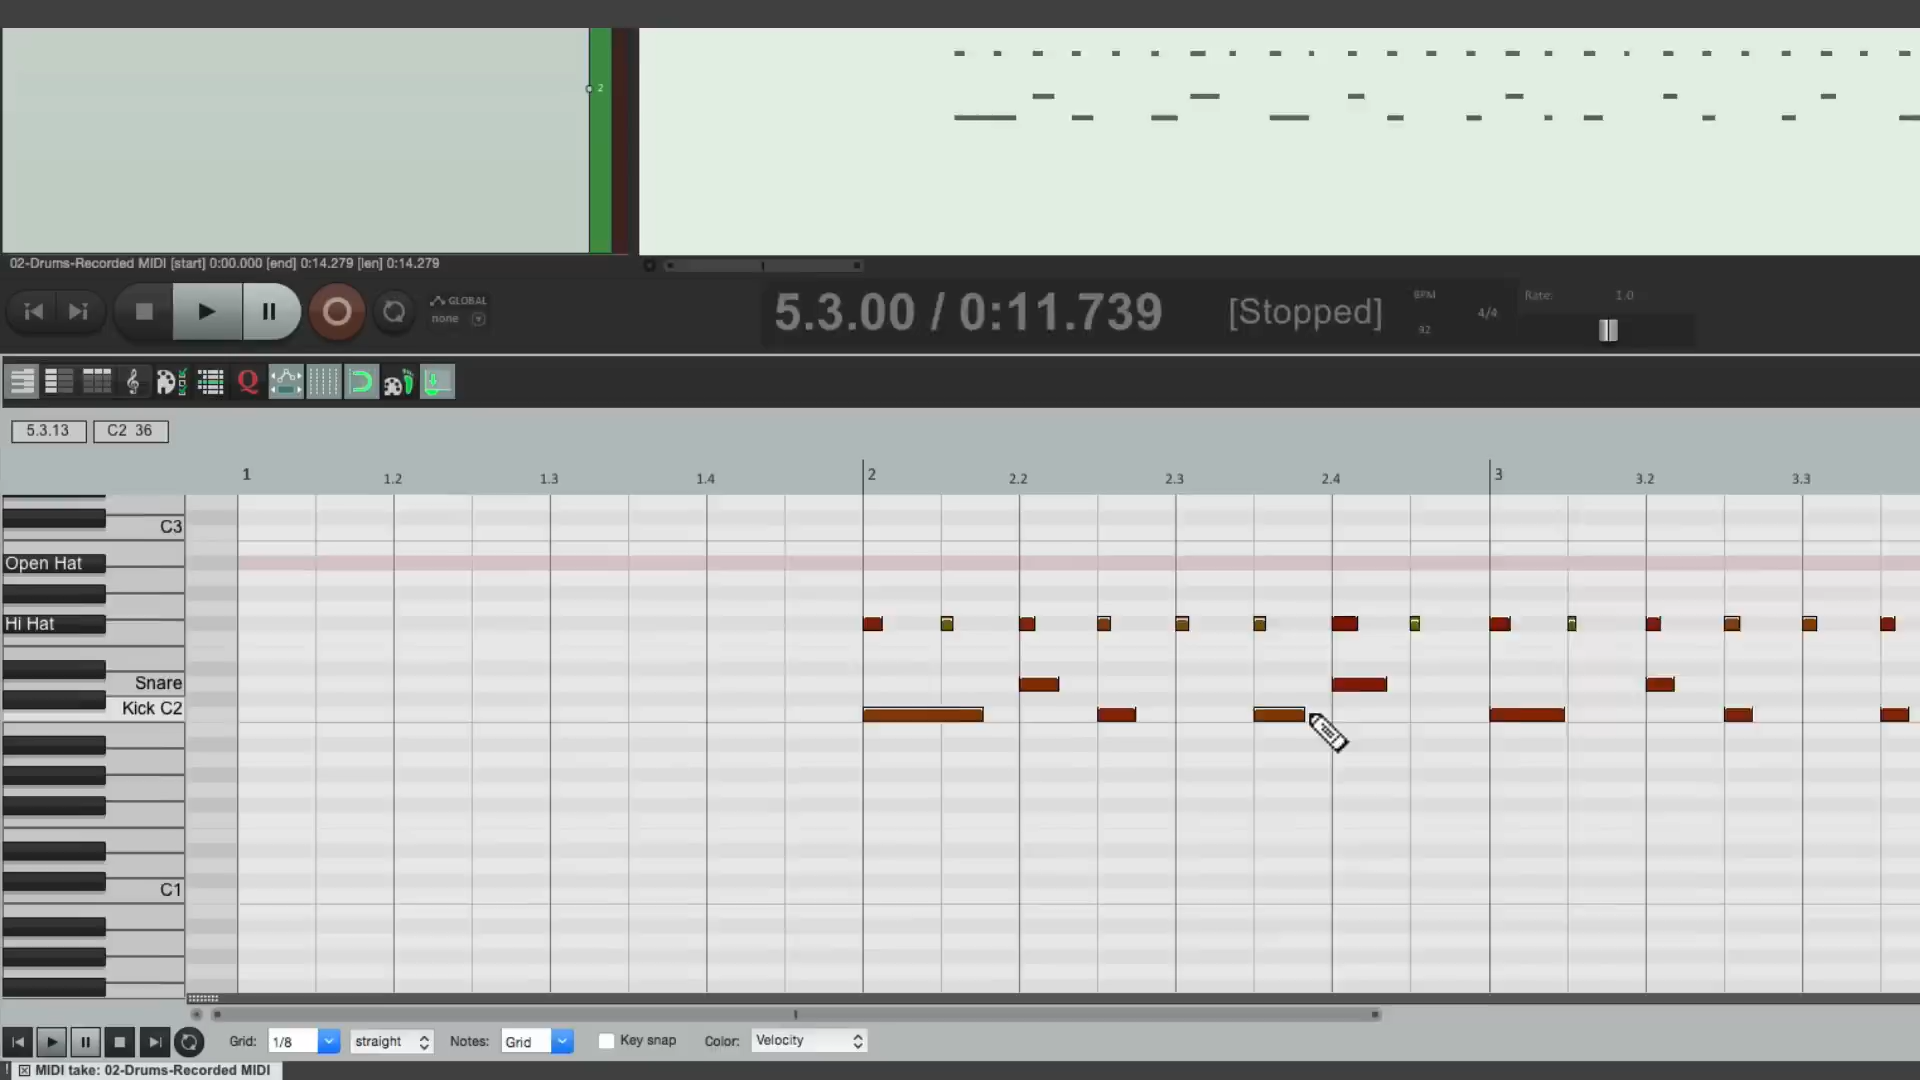 2
02-Drums-Recorded MIDI [start] 0:00.000 [end] 0:14.279 [len] 0:14.279
GLOBAL
none
5.3.00 / 0:11.739
[Stopped]
BPM
92
4/4
Rate:
1.0
Q
5.3.13
C2 36
1
1.2
1.3
1.4
2
2.2
2.3
2.4
3
3.2
3.3
C3
Open Hat
Hi Hat
Snare
Kick C2
C1
Grid: 1/8 straight Notes: Grid Key snap Color: Velocity
! MIDI take: 02-Drums-Recorded MIDI